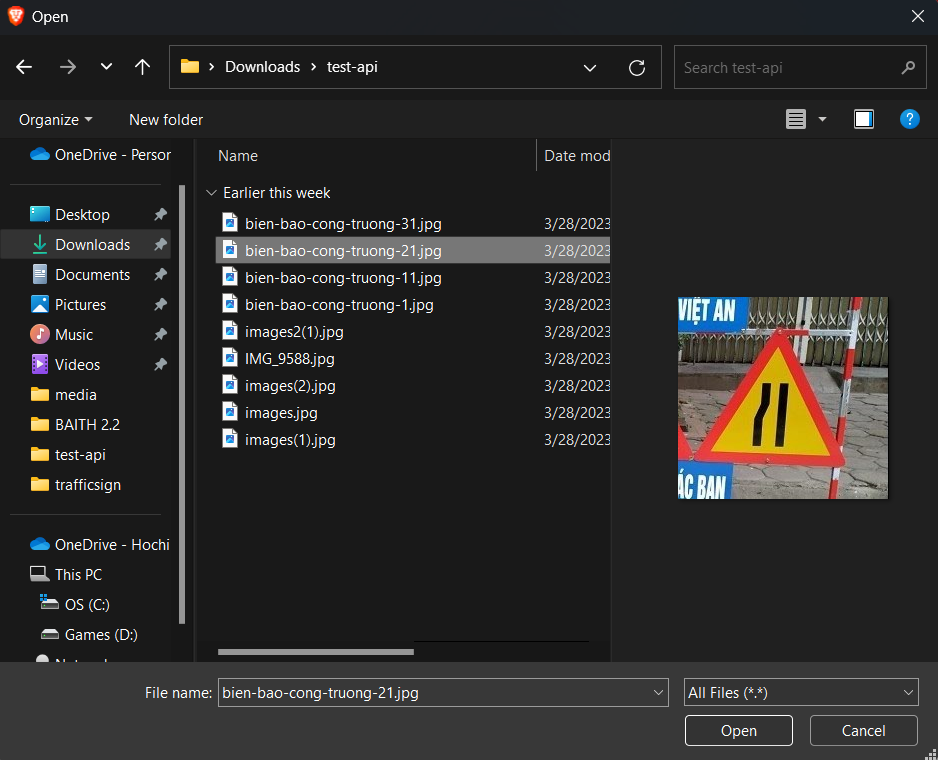 Open
Downloads
test-api
Search test-api
Organize
New folder
?
OneDrive - Person
Desktop
Downloads
Documents
Pictures
Music
Videos
media
BAITH 2.2
test-api
trafficsign
OneDrive - Hochi
This PC
OS (C:)
Games (D:)
Name
Date mod
Earlier this week
bien-bao-cong-truong-31.jpg 3/28/2023
bien-bao-cong-truong-21.jpg 3/28/2023
bien-bao-cong-truong-11.jpg 3/28/2023
bien-bao-cong-truong-1.jpg 3/28/2023
images2(1).jpg 3/28/2023
IMG_9588.jpg 3/28/2023
images(2).jpg 3/28/2023
images.jpg 3/28/2023
images(1).jpg 3/28/2023
VIỆT AN
ÁC BẠN
File name: bien-bao-cong-truong-21.jpg
All Files (*.*)
Open
Cancel